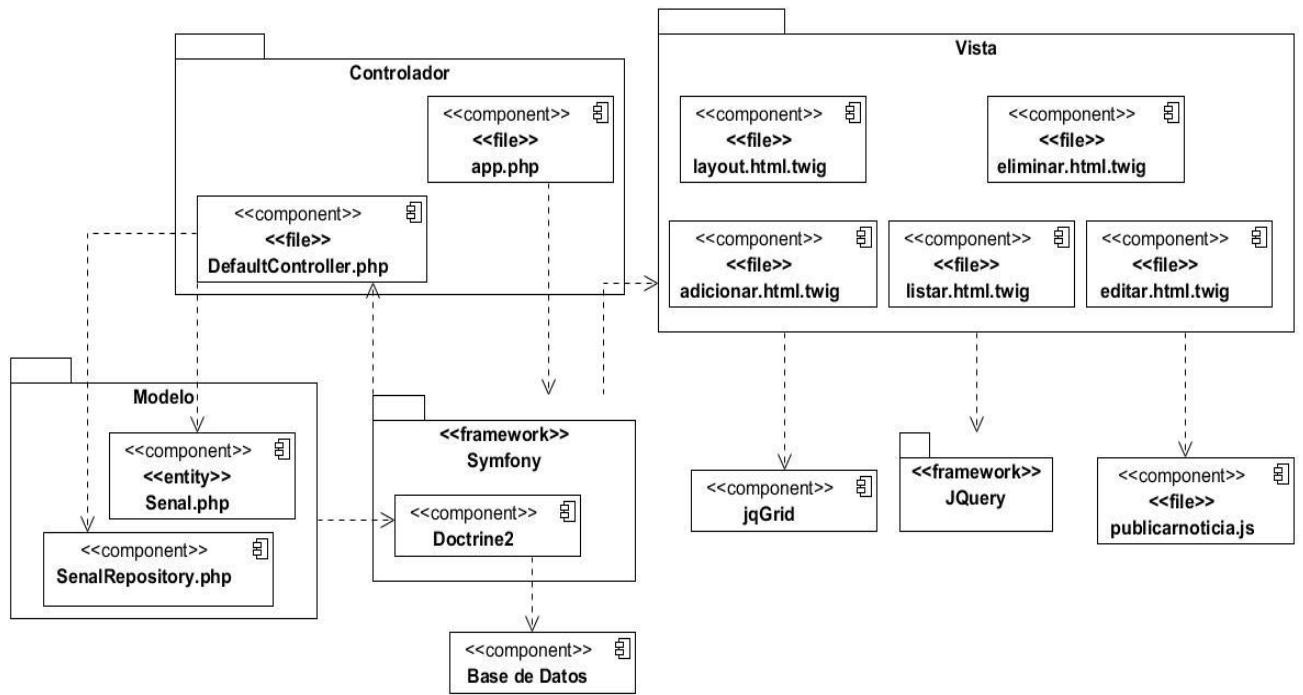 Controlador
<<component>>
<<file>>
app.php
<<component>>
<<file>>
DefaultController.php
Vista
<<component>>
<<file>>
layout.html.twig
<<component>>
<<file>>
eliminar.html.twig
<<component>>
<<file>>
adicionar.html.twig
<<component>>
<<file>>
listar.html.twig
<<component>>
<<file>>
editar.html.twig
Modelo
<<component>>
<<entity>>
Senal.php
<<component>>
SenalRepository.php
<<framework>>
Symfony
<<component>>
Doctrine2
<<component>>
Base de Datos
<<component>>
jqGrid
<<framework>>
JQuery
<<component>>
<<file>>
publicarnoticia.js